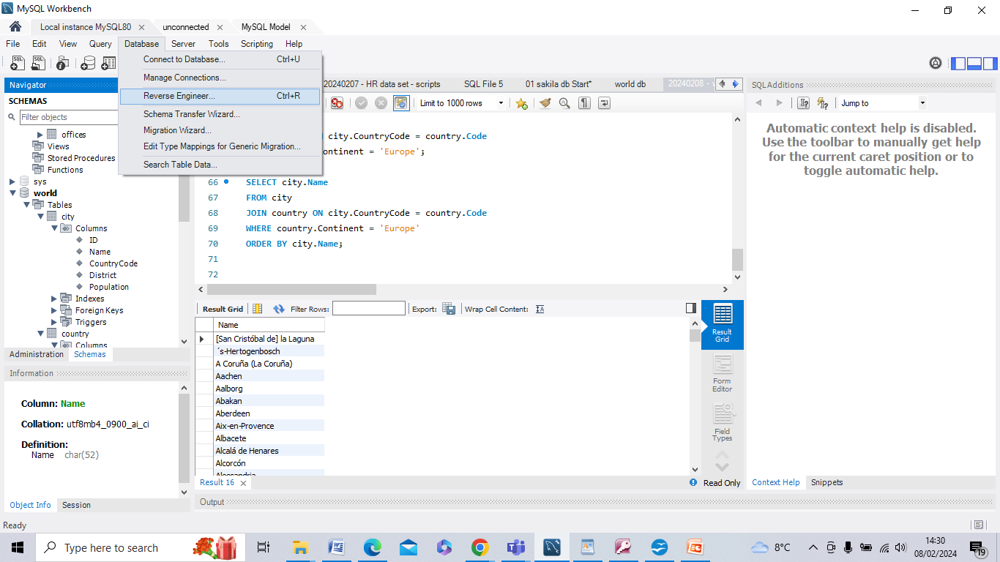 MySQL Workbench
Local instance MySQL80
unconnected
MySQL Model
File Edit View Query Database Server Tools Scripting Help
Connect to Database... Ctrl+U
Manage Connections...
Reverse Engineer... Ctrl+R
Schema Transfer Wizard...
Migration Wizard...
Edit Type Mappings for Generic Migration...
Search Table Data...
Navigator
SCHEMAS
Filter objects
offices
Views
Stored Procedures
Functions
sys
world
Tables
city
Columns
ID
Name
CountryCode
District
Population
Indexes
Foreign Keys
Triggers
country
Columns
Administration Schemas
Information
Column: Name
Collation: utf8mb4_0900_ai_ci
Definition:
Name char(52)
Object Info Session
20240207 - HR data set - scripts SQL File 5 01 sakila db Start* world db 20240208 -
Limit to 1000 rows
city.CountryCode = country.Code
ontinent = 'Europe';
66 SELECT city.Name
67 FROM city
68 JOIN country ON city.CountryCode = country.Code
69 WHERE country.Continent = 'Europe'
70 ORDER BY city.Name;
71
72
Result Grid Filter Rows: Export: Wrap Cell Content:
Name
[San Cristóbal de] la Laguna
´s-Hertogenbosch
A Coruña (La Coruña)
Aachen
Aalborg
Abakan
Aberdeen
Aix-en-Provence
Albacete
Alcalá de Henares
Alcorcón
Alessandria
Result
Grid
Form
Editor
Field
Types
Result 16
Read Only
Output
SQLAdditions
Jump to
Automatic context help is disabled.
Use the toolbar to manually get help
for the current caret position or to
toggle automatic help.
Context Help Snippets
Ready
Type here to search
8°C
14:30
08/02/2024
19